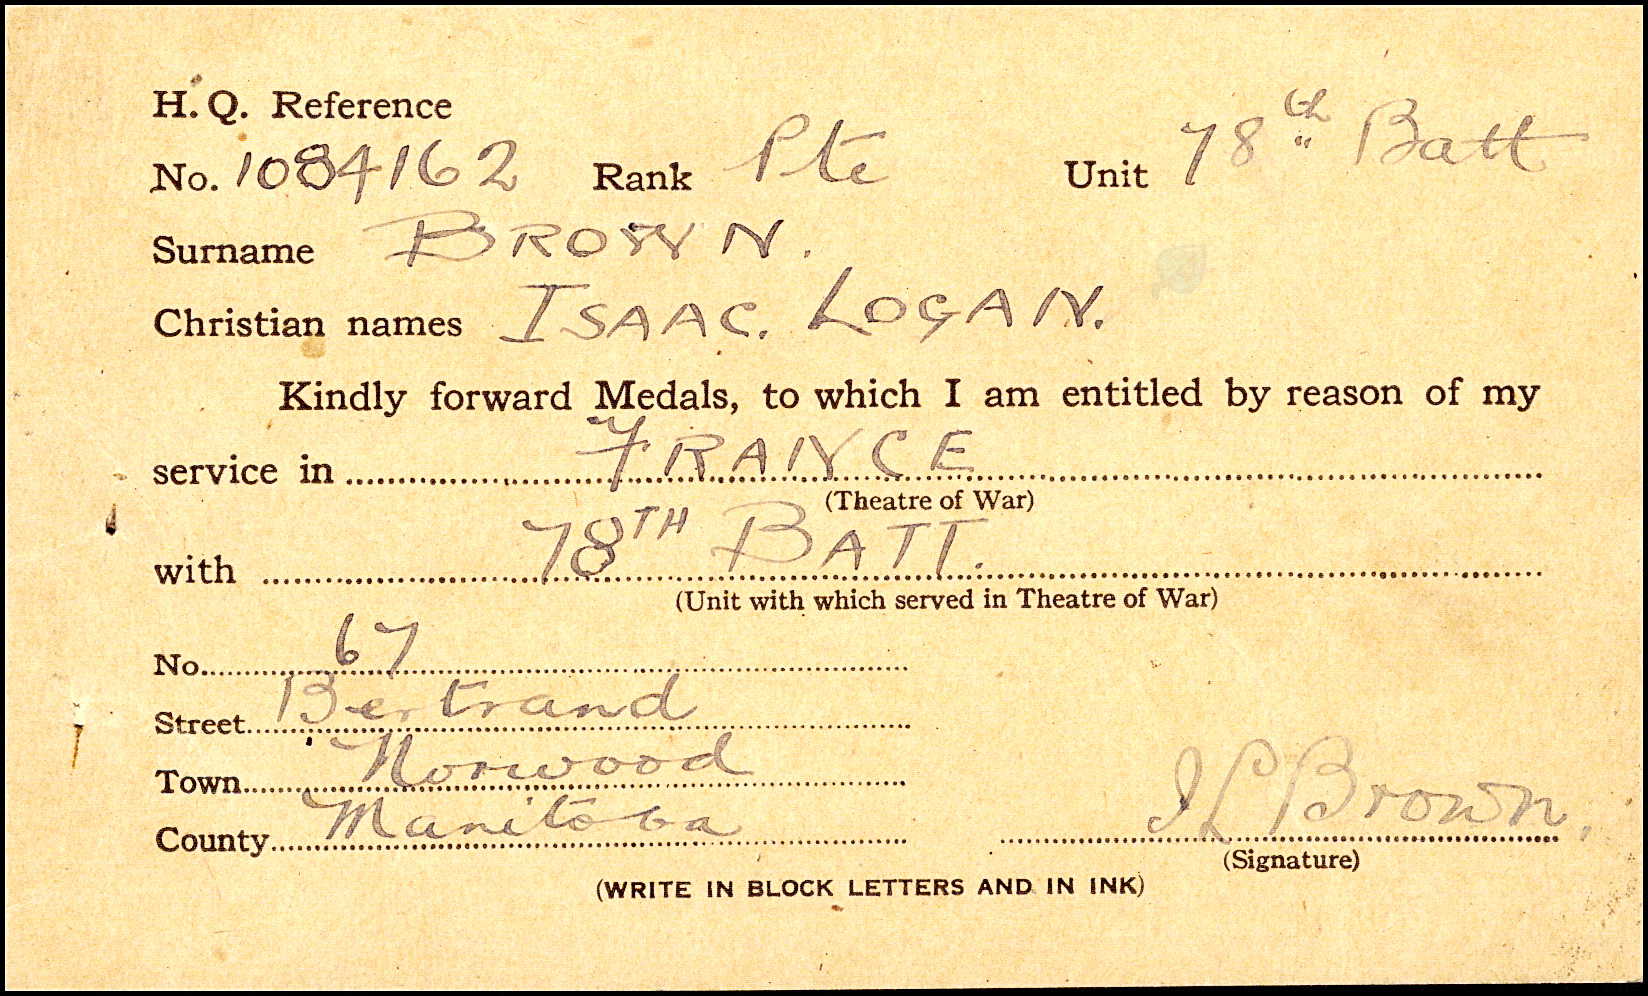 H. Q. Reference
No. 1084162 Rank Pte Unit 78th Batt
Surname BROWN.
Christian names ISAAC. LOGAN.
Kindly forward Medals, to which I am entitled by reason of my
service in FRANCE
(Theatre of War)
with 78TH BATT.
(Unit with which served in Theatre of War)
No. 67
Street Bertrand
Town Norwood
County Manitoba I L Brown.
(Signature)
(WRITE IN BLOCK LETTERS AND IN INK)